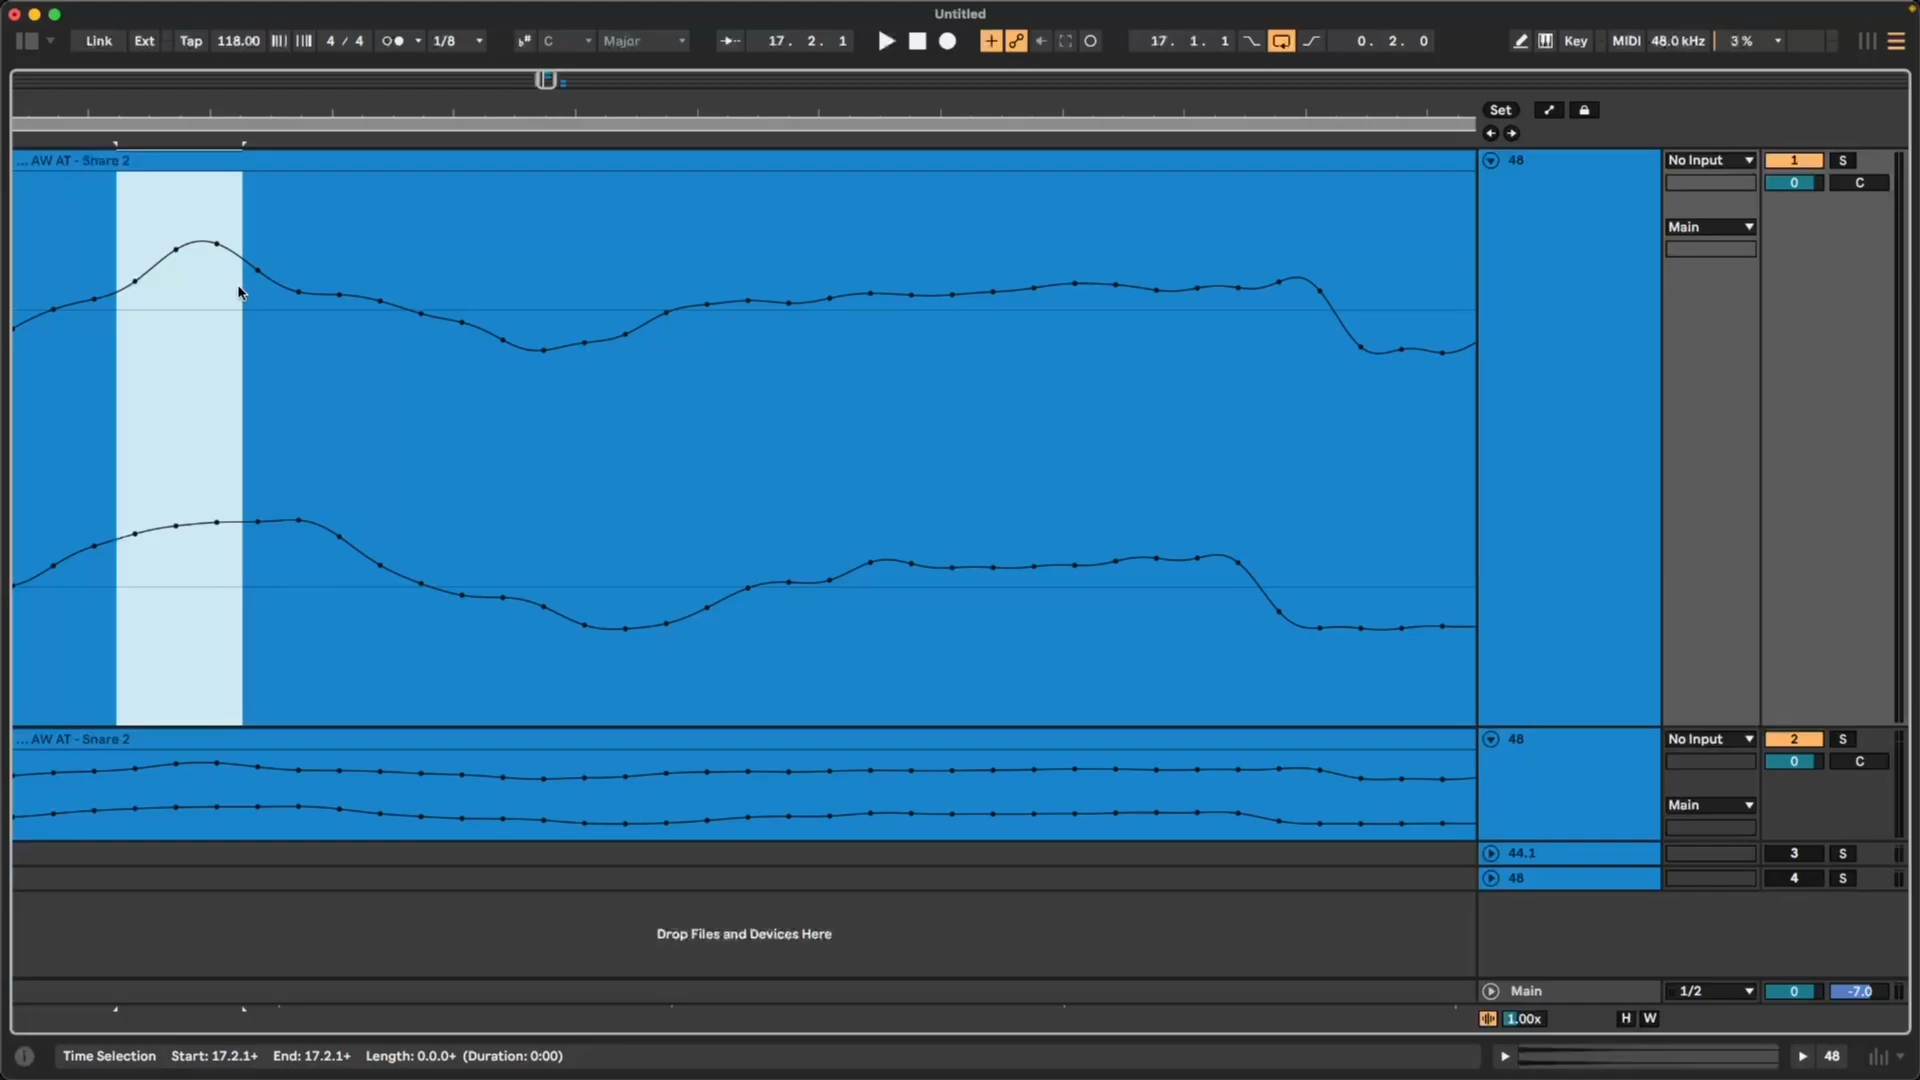 Untitled
Link Ext Tap 118.00 4 / 4 1/8 C Major 17. 2. 1 17. 1. 1 0. 2. 0 Key MIDI 48.0 kHz 3 %
Set
... AW AT - Snare 2 48 No Input 1 S
0 C
Main
... AW AT - Snare 2 48 No Input 2 S
0 C
Main
44.1 3 S
48 4 S
Drop Files and Devices Here
Main 1/2 0 -7.0
1.00x H W
Time Selection Start: 17.2.1+ End: 17.2.1+ Length: 0.0.0+ (Duration: 0:00) 48